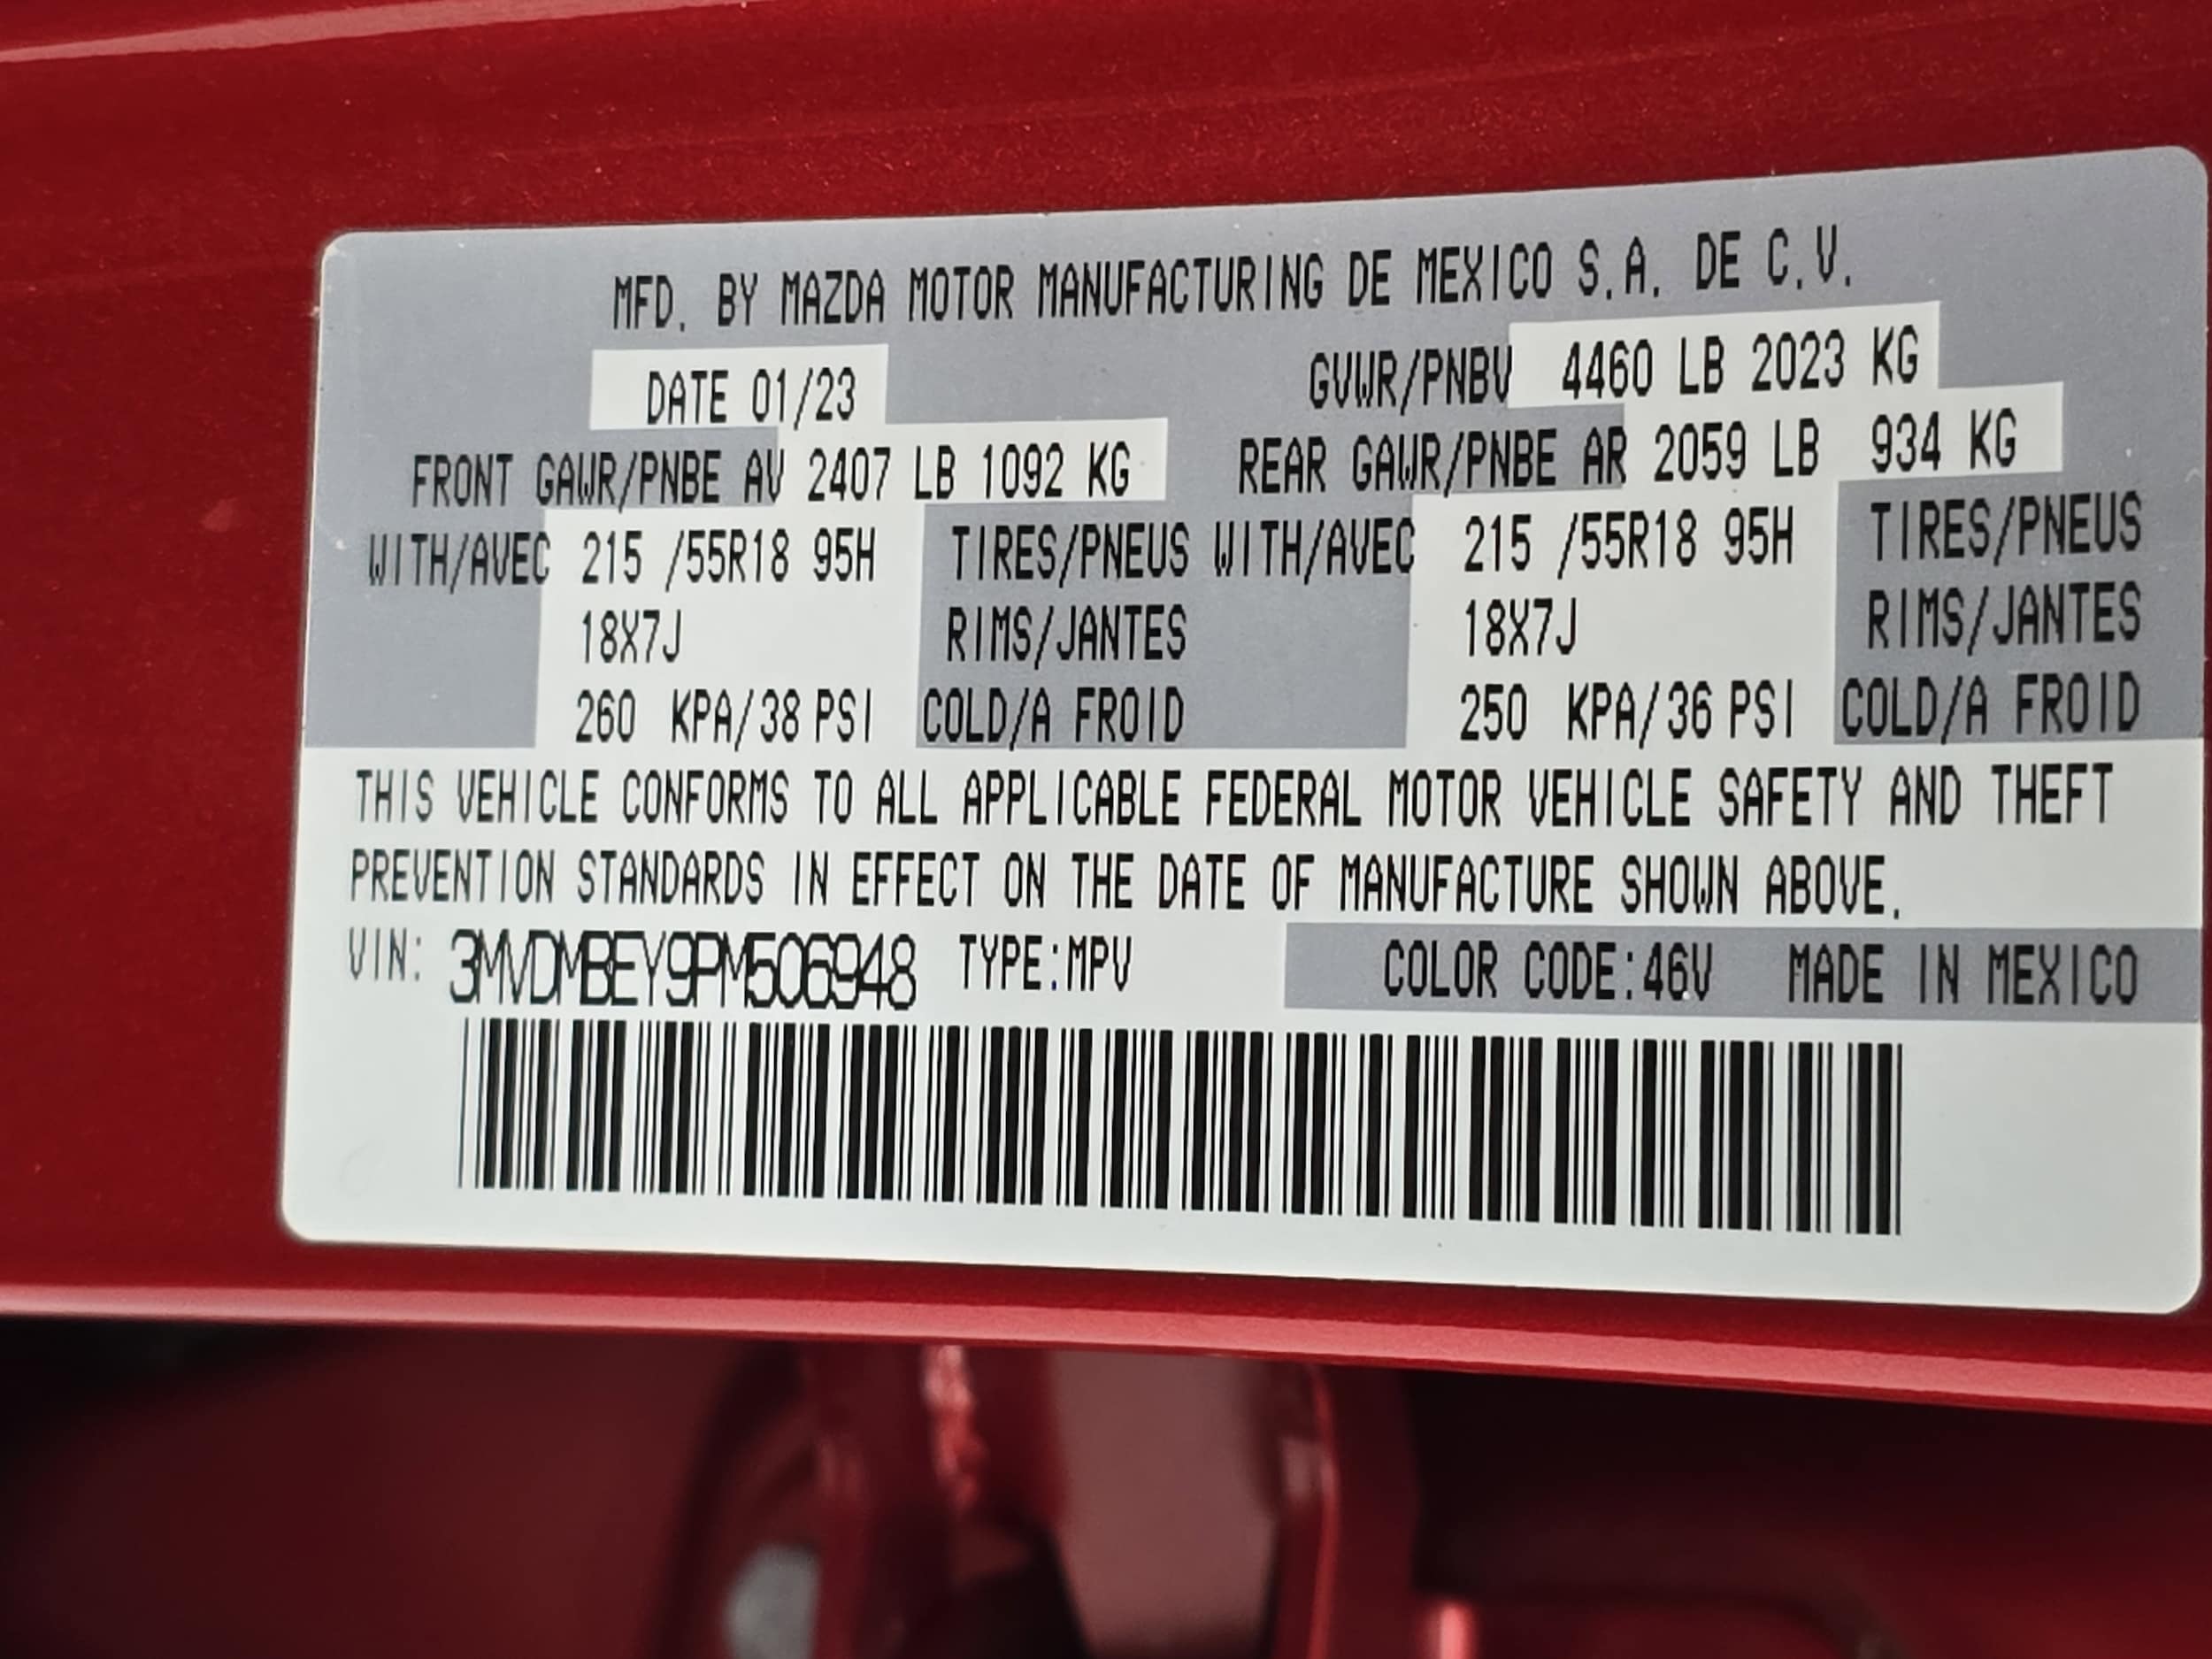 MFD. BY MAZDA MOTOR MANUFACTURING DE MEXICO S.A. DE C.V.
DATE 01/23 GVWR/PNBV 4460 LB 2023 KG
FRONT GAWR/PNBE AV 2407 LB 1092 KG REAR GAWR/PNBE AR 2059 LB 934 KG
WITH/AVEC 215 /55R18 95H TIRES/PNEUS WITH/AVEC 215 /55R18 95H TIRES/PNEUS
18X7J RIMS/JANTES 18X7J RIMS/JANTES
260 KPA/38 PSI COLD/A FROID 250 KPA/36 PSI COLD/A FROID
THIS VEHICLE CONFORMS TO ALL APPLICABLE FEDERAL MOTOR VEHICLE SAFETY AND THEFT
PREVENTION STANDARDS IN EFFECT ON THE DATE OF MANUFACTURE SHOWN ABOVE.
VIN: 3MVDMBEY9PM506948 TYPE:MPV COLOR CODE:46V MADE IN MEXICO